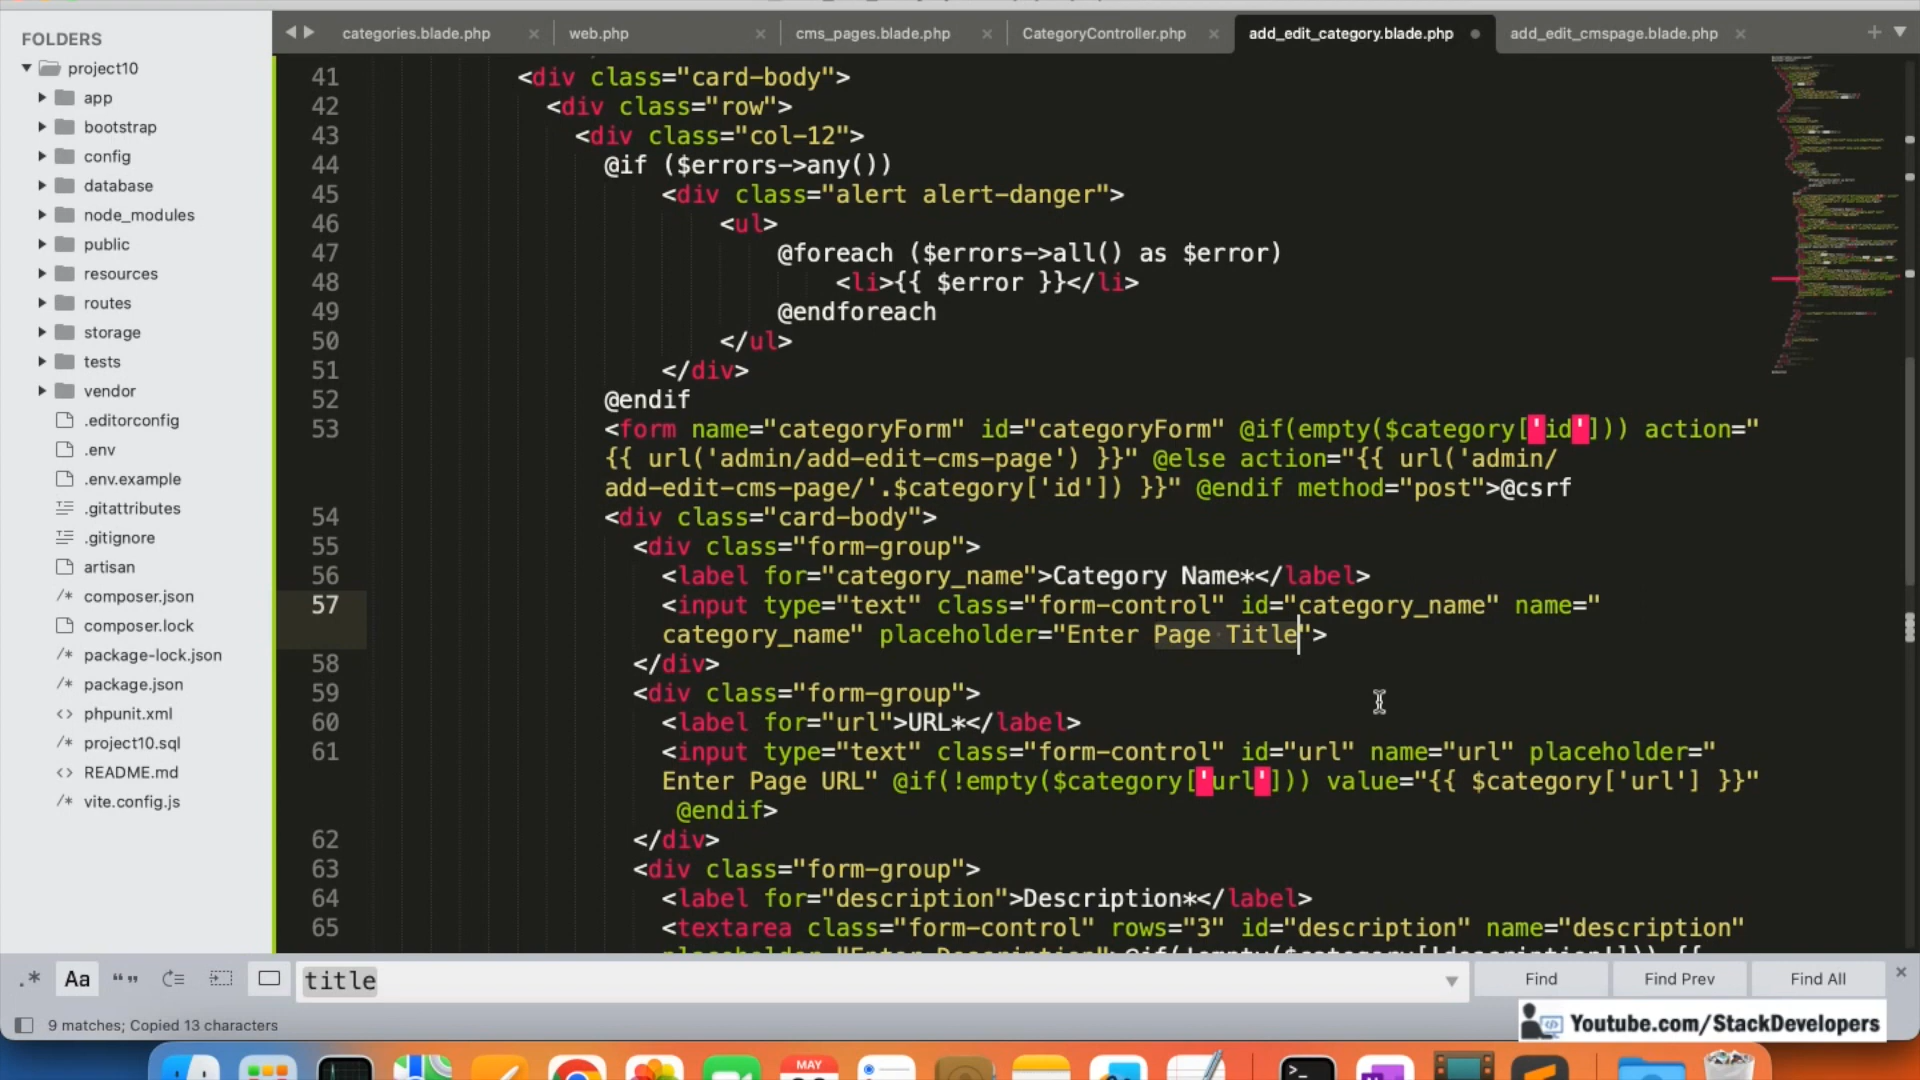 FOLDERS
project10
app
bootstrap
config
database
node_modules
public
resources
routes
storage
tests
vendor
.editorconfig
.env
.env.example
.gitattributes
.gitignore
artisan
composer.json
composer.lock
package-lock.json
package.json
phpunit.xml
project10.sql
README.md
vite.config.js
categories.blade.php
web.php
cms_pages.blade.php
CategoryController.php
add_edit_category.blade.php
add_edit_cmspage.blade.php
41 <div class="card-body">
42 <div class="row">
43 <div class="col-12">
44 @if ($errors->any())
45 <div class="alert alert-danger">
46 <ul>
47 @foreach ($errors->all() as $error)
48 <li>{{ $error }}</li>
49 @endforeach
50 </ul>
51 </div>
52 @endif
53 <form name="categoryForm" id="categoryForm" @if(empty($category['id'])) action="
{{ url('admin/add-edit-cms-page') }}" @else action="{{ url('admin/
add-edit-cms-page/'.$category['id']) }}" @endif method="post">@csrf
54 <div class="card-body">
55 <div class="form-group">
56 <label for="category_name">Category Name*</label>
57 <input type="text" class="form-control" id="category_name" name="
category_name" placeholder="Enter Page Title">
58 </div>
59 <div class="form-group">
60 <label for="url">URL*</label>
61 <input type="text" class="form-control" id="url" name="url" placeholder="
Enter Page URL" @if(!empty($category['url'])) value="{{ $category['url'] }}"
@endif>
62 </div>
63 <div class="form-group">
64 <label for="description">Description*</label>
65 <textarea class="form-control" rows="3" id="description" name="description"
placeholder="Enter Description">@if(!empty($category['description'])) {{
.* Aa “” title Find Find Prev Find All
9 matches; Copied 13 characters
Youtube.com/StackDevelopers
MAY